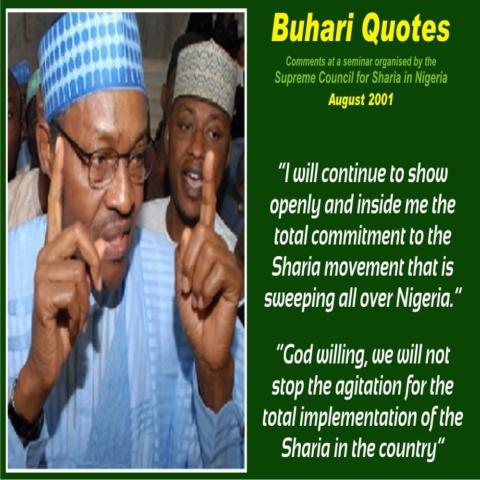 Buhari Quotes
Comments at a seminar organised by the
Supreme Council for Sharia in Nigeria
August 2001
“I will continue to show
openly and inside me the
total commitment to the
Sharia movement that is
sweeping all over Nigeria.”
“God willing, we will not
stop the agitation for the
total implementation of the
Sharia in the country”